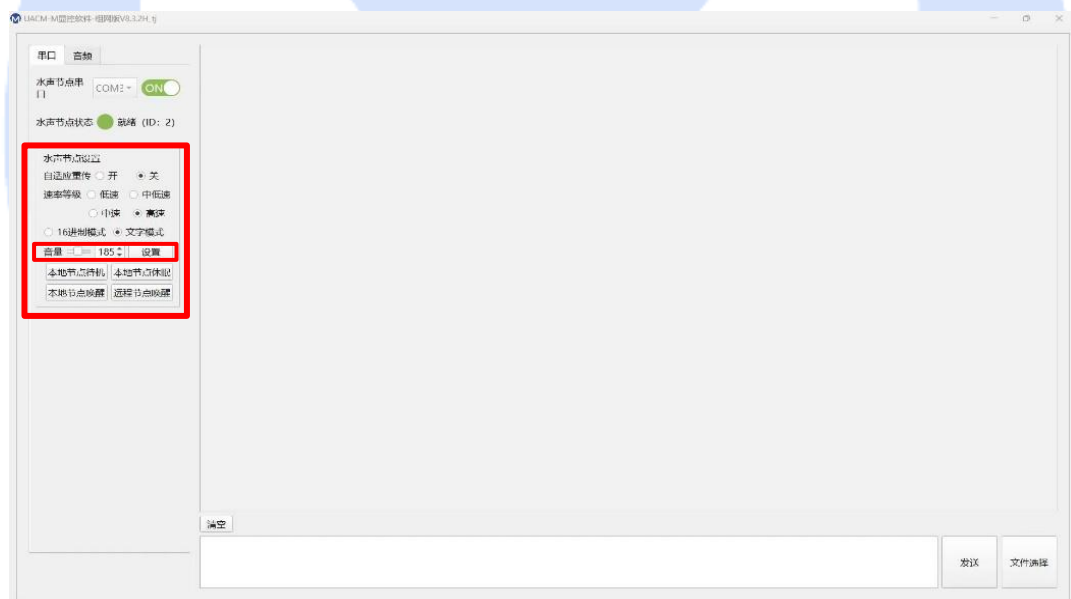 UACM-M显控软件-组网版V8.3.2H_tj
串口 音频
水声节点串口 COM3 ON
水声节点状态 就绪 (ID: 2)
水声节点设置
自适应重传 开 关
速率等级 低速 中低速
中速 高速
16进制模式 文字模式
音量 185 设置
本地节点待机 本地节点休眠
本地节点唤醒 远程节点唤醒
清空
发送 文件选择